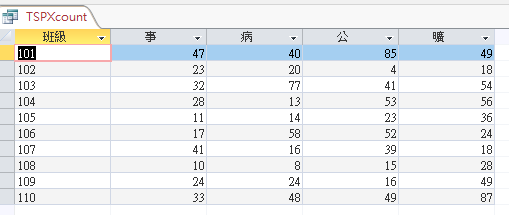 TSPXcount
班級 事 病 公 曠
101 47 40 85 49
102 23 20 4 18
103 32 77 41 54
104 28 13 53 56
105 11 14 23 36
106 17 58 52 24
107 41 16 39 18
108 10 8 15 28
109 24 24 16 49
110 33 48 49 87